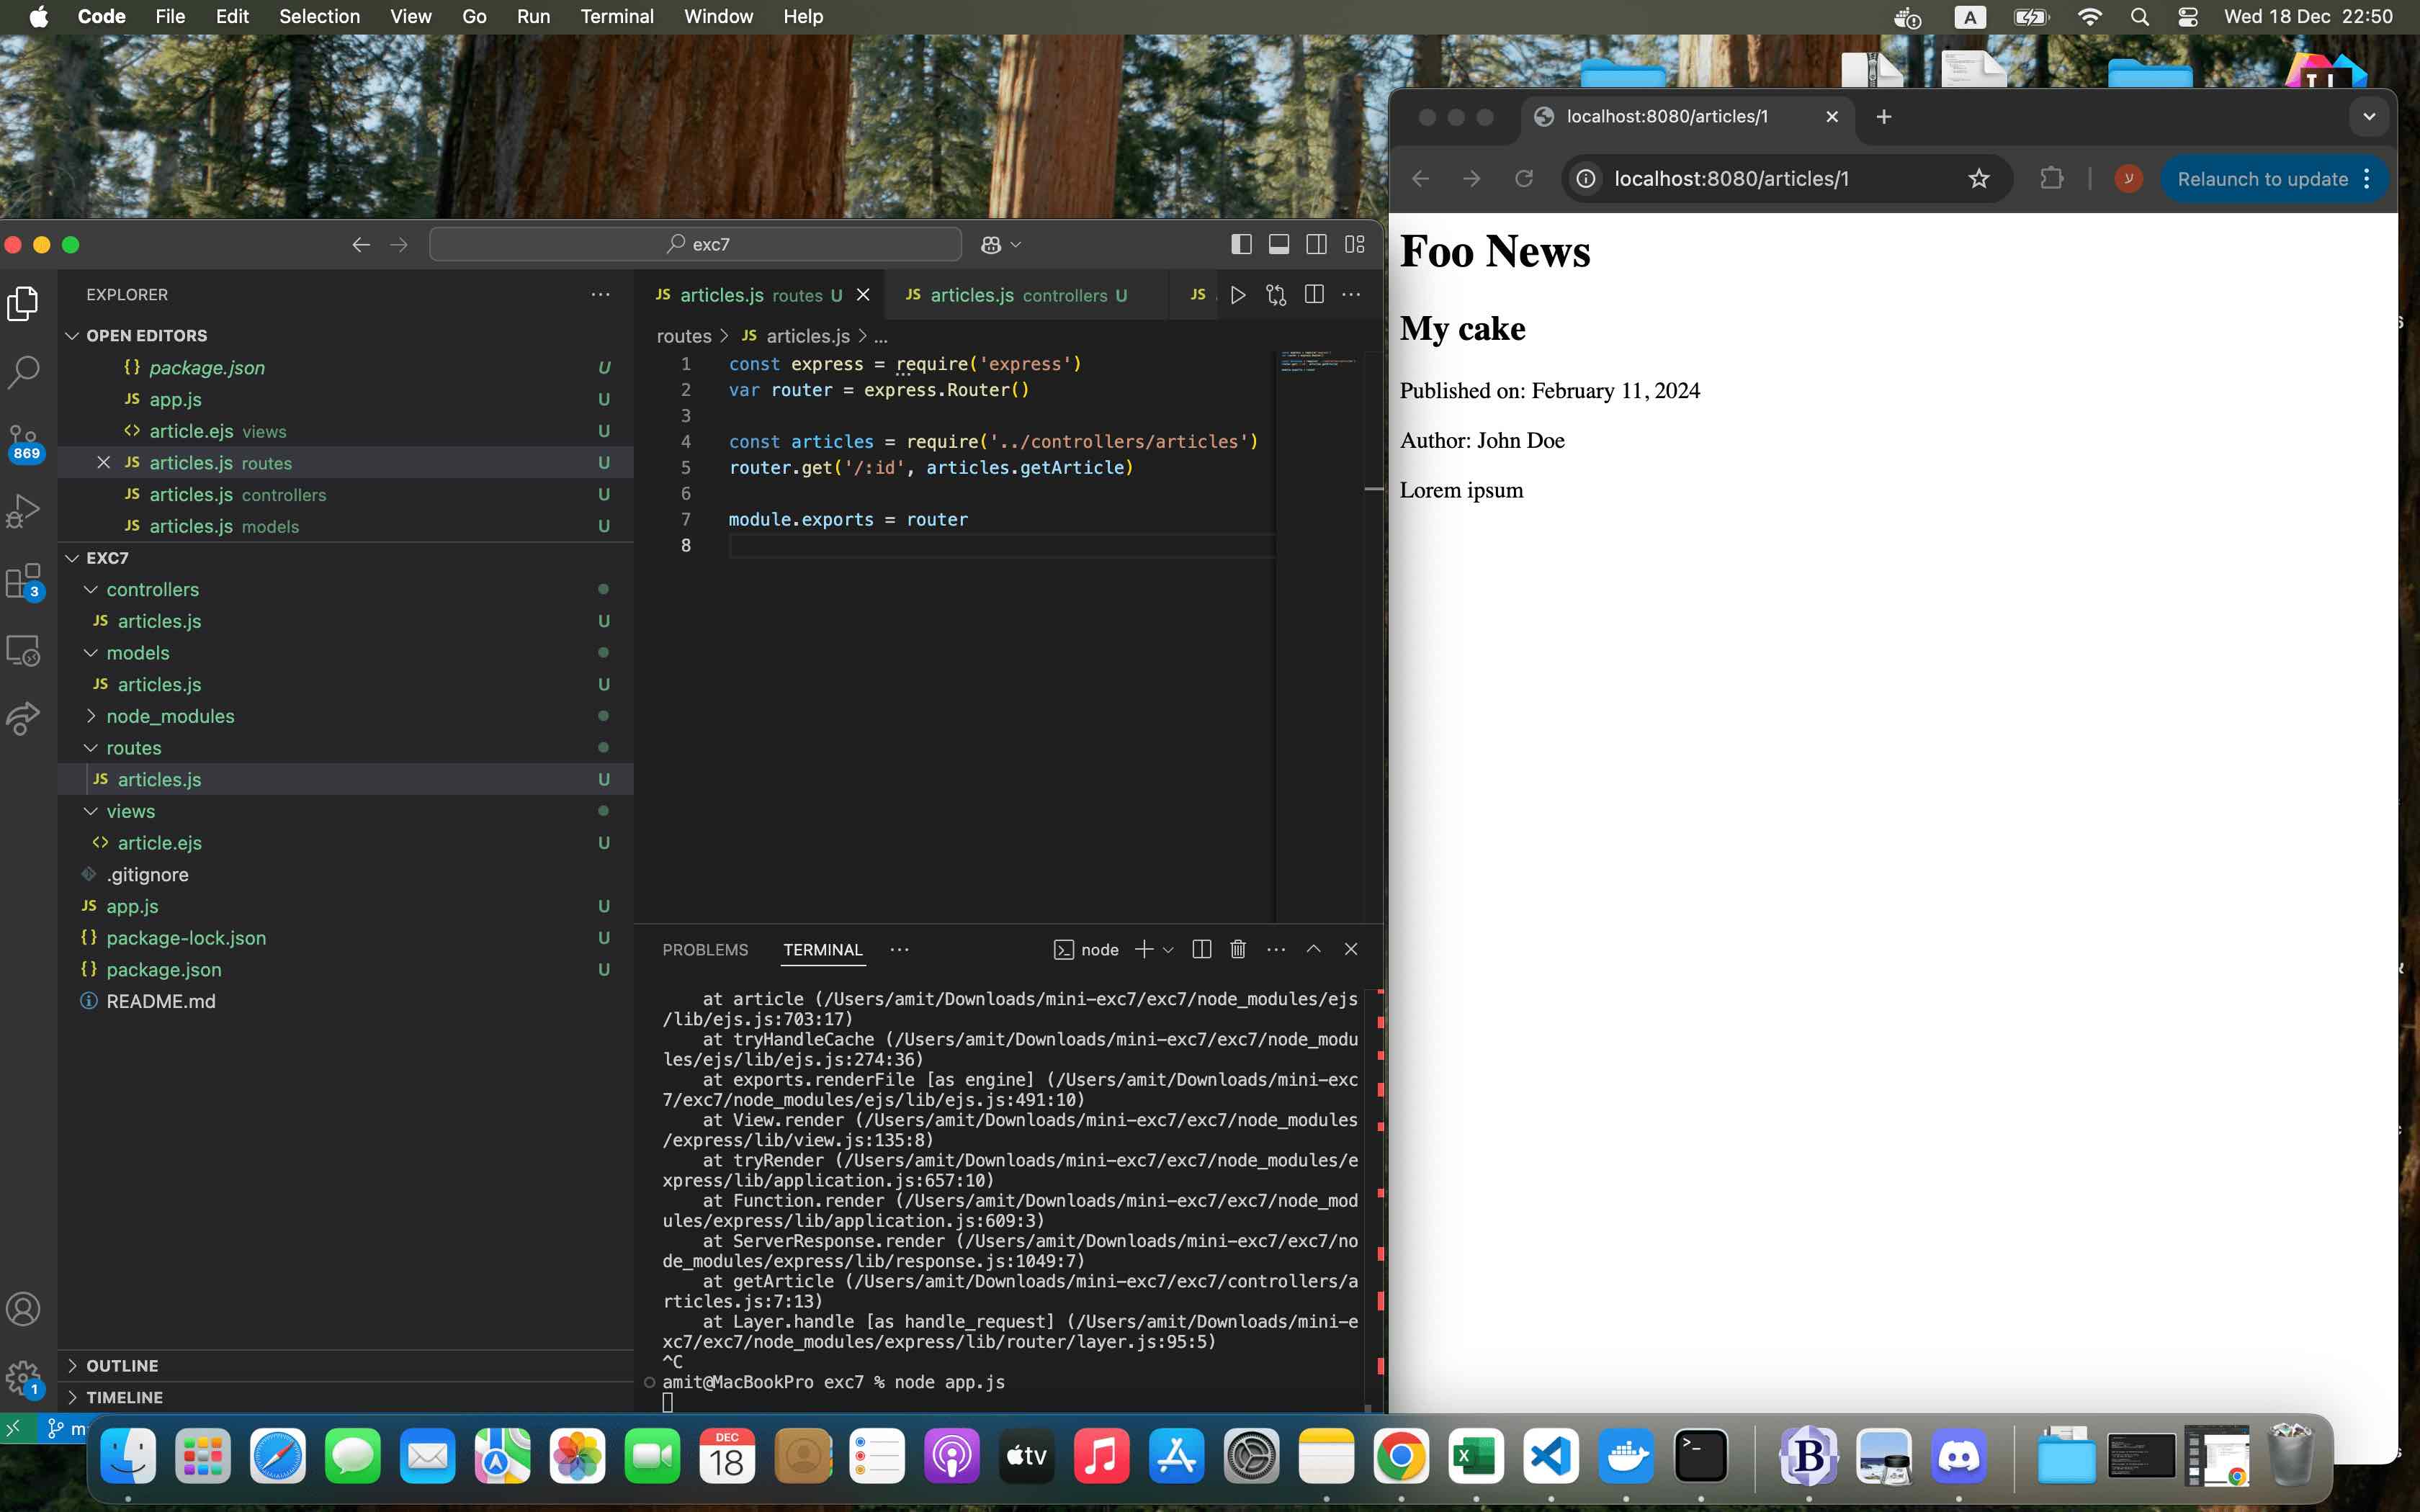 Code File Edit Selection View Go Run Terminal Window Help
A
Wed 18 Dec 22:50
localhost:8080/articles/1
localhost:8080/articles/1
Relaunch to update
Foo News
My cake
Published on: February 11, 2024
Author: John Doe
Lorem ipsum
exc7
EXPLORER
OPEN EDITORS
{} package.json U
JS app.js U
<> article.ejs views U
JS articles.js routes U
JS articles.js controllers U
JS articles.js models U
EXC7
controllers
JS articles.js U
models
JS articles.js U
node_modules
routes
JS articles.js U
views
<> article.ejs U
.gitignore
JS app.js U
{} package-lock.json U
{} package.json U
README.md
OUTLINE
TIMELINE
869
3
1
JS articles.js routes U
JS articles.js controllers U
JS
routes > JS articles.js > ...
1 const express = require('express')
2 var router = express.Router()
3
4 const articles = require('../controllers/articles')
5 router.get('/:id', articles.getArticle)
6
7 module.exports = router
8
PROBLEMS TERMINAL
node
at article (/Users/amit/Downloads/mini-exc7/exc7/node_modules/ejs
/lib/ejs.js:703:17)
at tryHandleCache (/Users/amit/Downloads/mini-exc7/exc7/node_modu
les/ejs/lib/ejs.js:274:36)
at exports.renderFile [as engine] (/Users/amit/Downloads/mini-exc
7/exc7/node_modules/ejs/lib/ejs.js:491:10)
at View.render (/Users/amit/Downloads/mini-exc7/exc7/node_modules
/express/lib/view.js:135:8)
at tryRender (/Users/amit/Downloads/mini-exc7/exc7/node_modules/e
xpress/lib/application.js:657:10)
at Function.render (/Users/amit/Downloads/mini-exc7/exc7/node_mod
ules/express/lib/application.js:609:3)
at ServerResponse.render (/Users/amit/Downloads/mini-exc7/exc7/no
de_modules/express/lib/response.js:1049:7)
at getArticle (/Users/amit/Downloads/mini-exc7/exc7/controllers/a
rticles.js:7:13)
at Layer.handle [as handle_request] (/Users/amit/Downloads/mini-e
xc7/exc7/node_modules/express/lib/router/layer.js:95:5)
^C
amit@MacBookPro exc7 % node app.js
DEC
18
tv